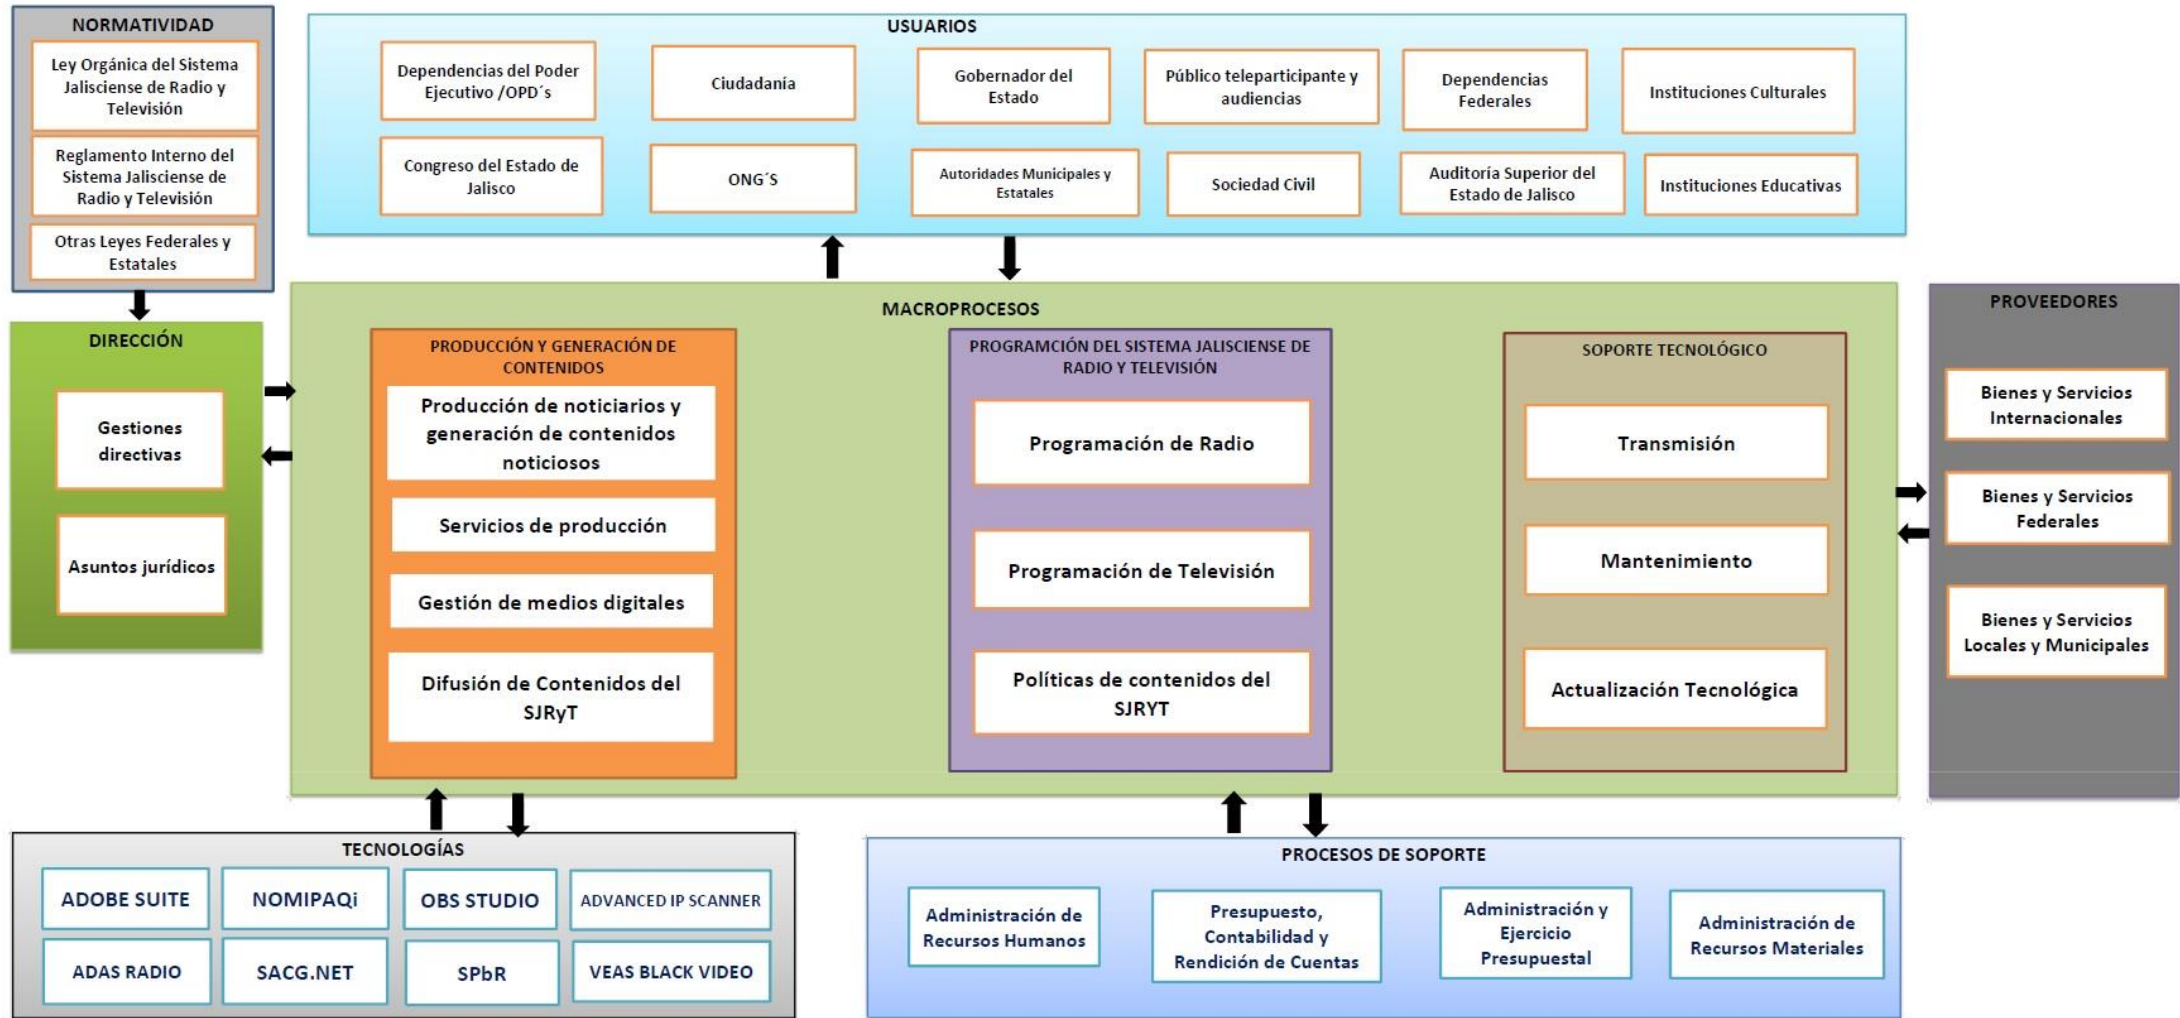 NORMATIVIDAD
Ley Orgánica del Sistema
Jalisciense de Radio y
Televisión
Reglamento Interno del
Sistema Jalisciense de
Radio y Televisión
Otras Leyes Federales y
Estatales
USUARIOS
Dependencias del Poder
Ejecutivo /OPD´s
Ciudadanía
Gobernador del
Estado
Público teleparticipante y
audiencias
Dependencias
Federales
Instituciones Culturales
Congreso del Estado de
Jalisco
ONG´S
Autoridades Municipales y
Estatales
Sociedad Civil
Auditoría Superior del
Estado de Jalisco
Instituciones Educativas
DIRECCIÓN
Gestiones
directivas
Asuntos jurídicos
MACROPROCESOS
PRODUCCIÓN Y GENERACIÓN DE
CONTENIDOS
Producción de noticiarios y
generación de contenidos
noticiosos
Servicios de producción
Gestión de medios digitales
Difusión de Contenidos del
SJRyT
PROGRAMCIÓN DEL SISTEMA JALISCIENSE DE
RADIO Y TELEVISIÓN
Programación de Radio
Programación de Televisión
Políticas de contenidos del
SJRYT
SOPORTE TECNOLÓGICO
Transmisión
Mantenimiento
Actualización Tecnológica
PROVEEDORES
Bienes y Servicios
Internacionales
Bienes y Servicios
Federales
Bienes y Servicios
Locales y Municipales
TECNOLOGÍAS
ADOBE SUITE
NOMIPAQi
OBS STUDIO
ADVANCED IP SCANNER
ADAS RADIO
SACG.NET
SPbR
VEAS BLACK VIDEO
PROCESOS DE SOPORTE
Administración de
Recursos Humanos
Presupuesto,
Contabilidad y
Rendición de Cuentas
Administración y
Ejercicio
Presupuestal
Administración de
Recursos Materiales